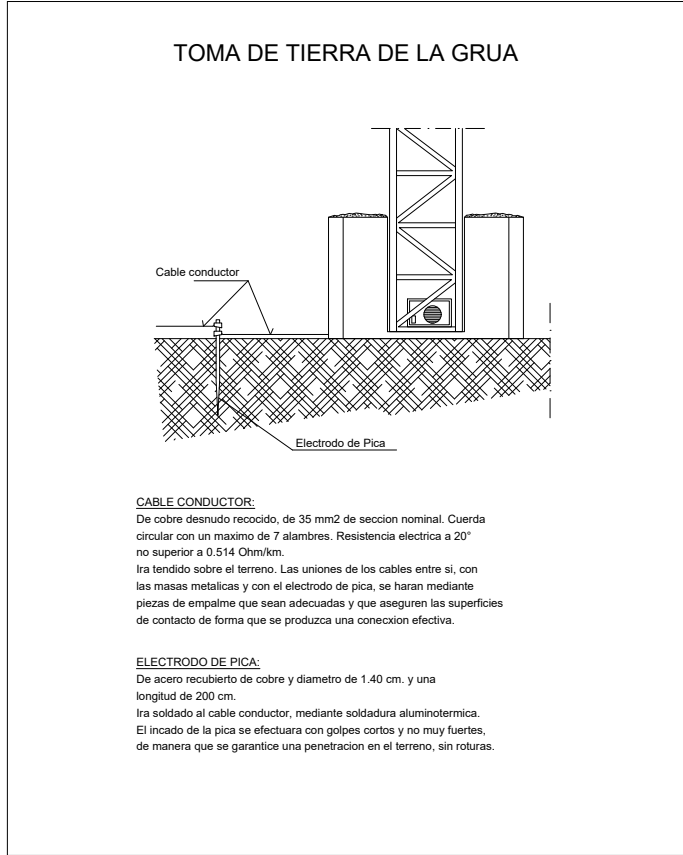 TOMA DE TIERRA DE LA GRUA
Cable conductor
Electrodo de Pica
CABLE CONDUCTOR:
De cobre desnudo recocido, de 35 mm2 de seccion nominal. Cuerda
circular con un maximo de 7 alambres. Resistencia electrica a 20°
no superior a 0.514 Ohm/km.
Ira tendido sobre el terreno. Las uniones de los cables entre si, con
las masas metalicas y con el electrodo de pica, se haran mediante
piezas de empalme que sean adecuadas y que aseguren las superficies
de contacto de forma que se produzca una conecxion efectiva.
ELECTRODO DE PICA:
De acero recubierto de cobre y diametro de 1.40 cm. y una
longitud de 200 cm.
Ira soldado al cable conductor, mediante soldadura aluminotermica.
El incado de la pica se efectuara con golpes cortos y no muy fuertes,
de manera que se garantice una penetracion en el terreno, sin roturas.